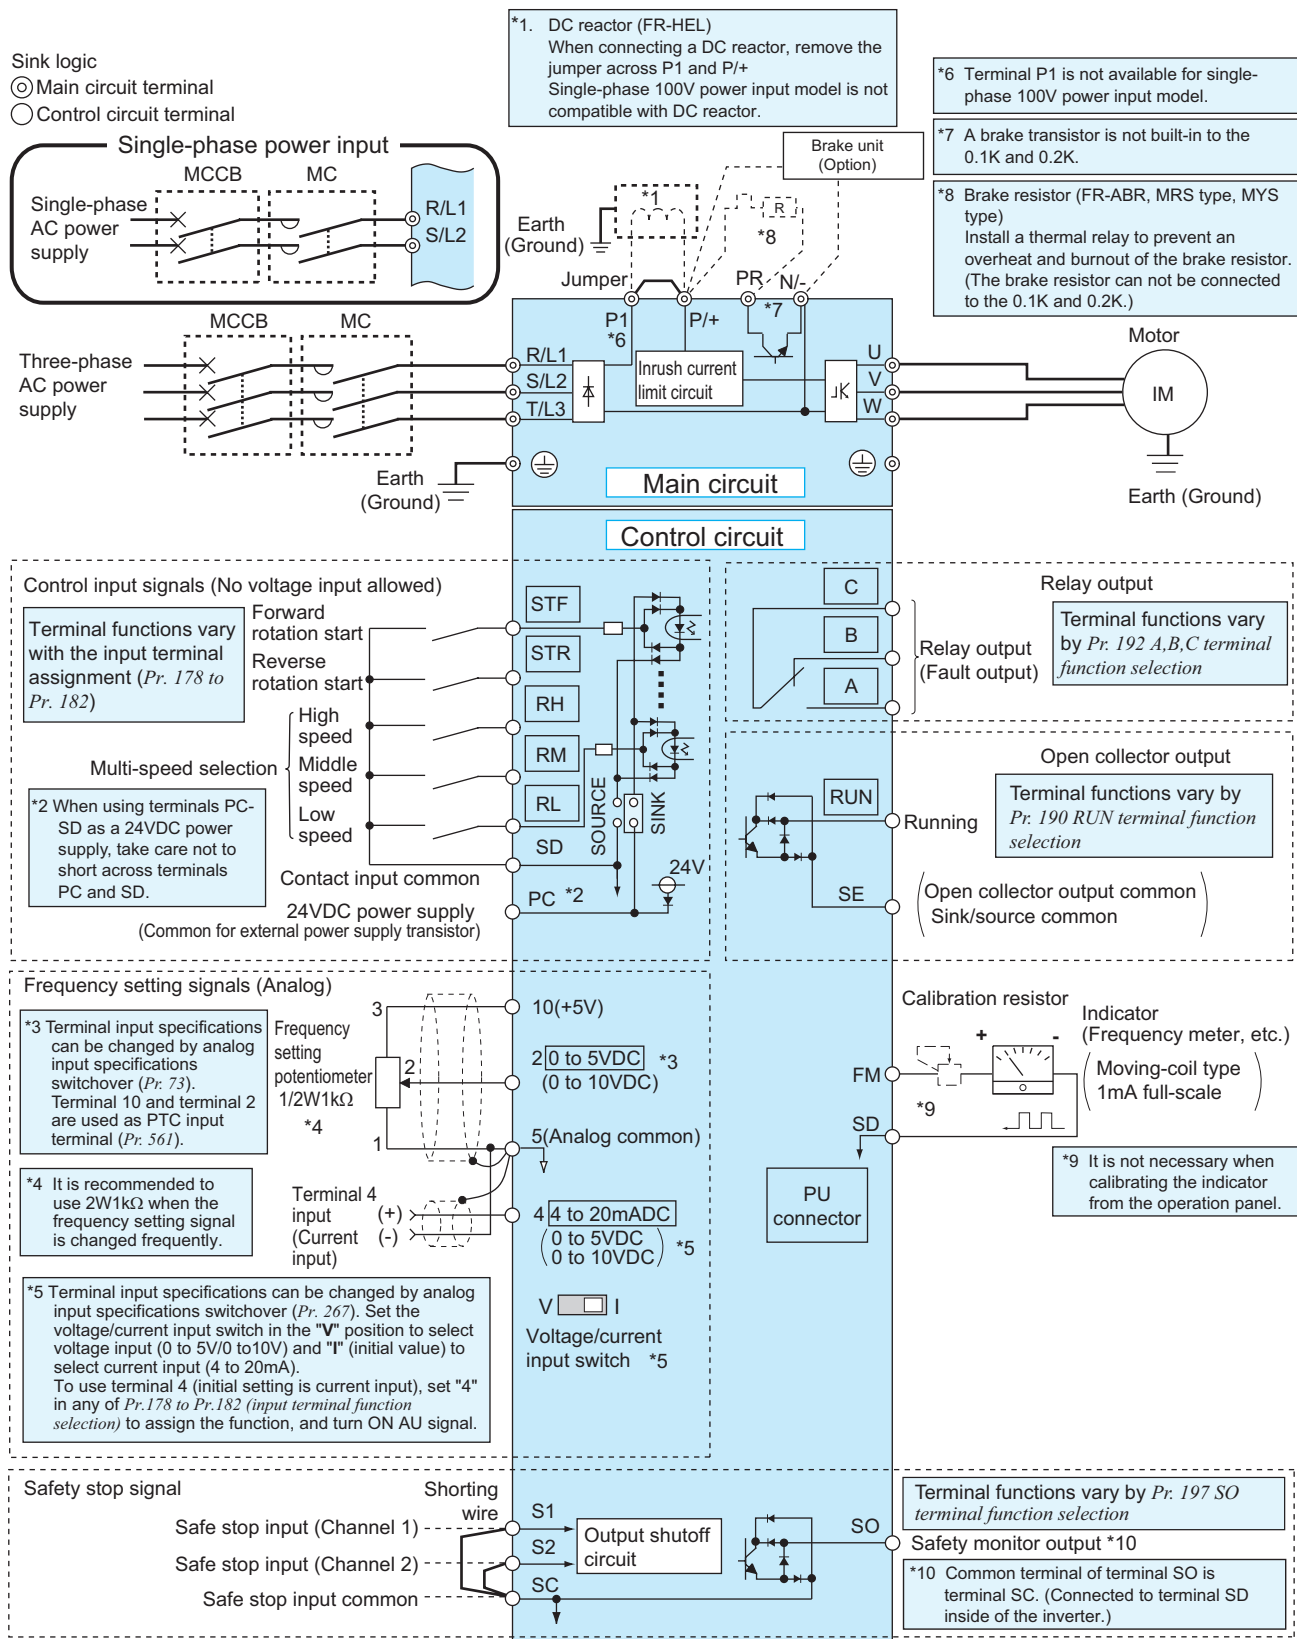 *1. DC reactor (FR-HEL)
When connecting a DC reactor, remove the
jumper across P1 and P/+
Single-phase 100V power input model is not
compatible with DC reactor.
Sink logic
Main circuit terminal
Control circuit terminal
*6 Terminal P1 is not available for single-
phase 100V power input model.
*7 A brake transistor is not built-in to the
0.1K and 0.2K.
*8 Brake resistor (FR-ABR, MRS type, MYS
type)
Install a thermal relay to prevent an
overheat and burnout of the brake resistor.
(The brake resistor can not be connected
to the 0.1K and 0.2K.)
Single-phase power input
MCCB MC
Single-phase
AC power
supply
R/L1
S/L2
Brake unit
(Option)
*1
R
*8
Earth
(Ground)
Jumper
PR
N/-
P1
*6
P/+
*7
MCCB MC
Three-phase
AC power
supply
R/L1
S/L2
T/L3
Inrush current
limit circuit
U
V
W
Motor
IM
Earth
(Ground)
Earth (Ground)
Main circuit
Control circuit
Control input signals (No voltage input allowed)
Terminal functions vary
with the input terminal
assignment (Pr. 178 to
Pr. 182)
Forward
rotation start
Reverse
rotation start
High
speed
Multi-speed selection
Middle
speed
Low
speed
*2 When using terminals PC-
SD as a 24VDC power
supply, take care not to
short across terminals
PC and SD.
Contact input common
24VDC power supply
(Common for external power supply transistor)
STF
STR
RH
RM
RL
SD
PC *2
SOURCE
SINK
24V
C
B
A
Relay output
Relay output
(Fault output)
Terminal functions vary
by Pr. 192 A,B,C terminal
function selection
Open collector output
RUN
Running
Terminal functions vary by
Pr. 190 RUN terminal function
selection
SE
Open collector output common
Sink/source common
Frequency setting signals (Analog)
*3 Terminal input specifications
can be changed by analog
input specifications
switchover (Pr. 73).
Terminal 10 and terminal 2
are used as PTC input
terminal (Pr. 561).
Frequency
setting
potentiometer
1/2W1kΩ
*4
3
2
1
10(+5V)
2 0 to 5VDC *3
(0 to 10VDC)
5(Analog common)
*4 It is recommended to
use 2W1kΩ when the
frequency setting signal
is changed frequently.
Terminal 4
input
(Current
input)
(+)
(-)
4 4 to 20mADC
0 to 5VDC
0 to 10VDC
*5
*5 Terminal input specifications can be changed by analog
input specifications switchover (Pr. 267). Set the
voltage/current input switch in the "V" position to select
voltage input (0 to 5V/0 to10V) and "I" (initial value) to
select current input (4 to 20mA).
To use terminal 4 (initial setting is current input), set "4"
in any of Pr.178 to Pr.182 (input terminal function
selection) to assign the function, and turn ON AU signal.
V I
Voltage/current
input switch *5
Calibration resistor
Indicator
(Frequency meter, etc.)
+ -
Moving-coil type
1mA full-scale
FM
*9
SD
PU
connector
*9 It is not necessary when
calibrating the indicator
from the operation panel.
Safety stop signal
Shorting
wire
Safe stop input (Channel 1)
Safe stop input (Channel 2)
Safe stop input common
S1
S2
SC
Output shutoff
circuit
SO
Terminal functions vary by Pr. 197 SO
terminal function selection
Safety monitor output *10
*10 Common terminal of terminal SO is
terminal SC. (Connected to terminal SD
inside of the inverter.)